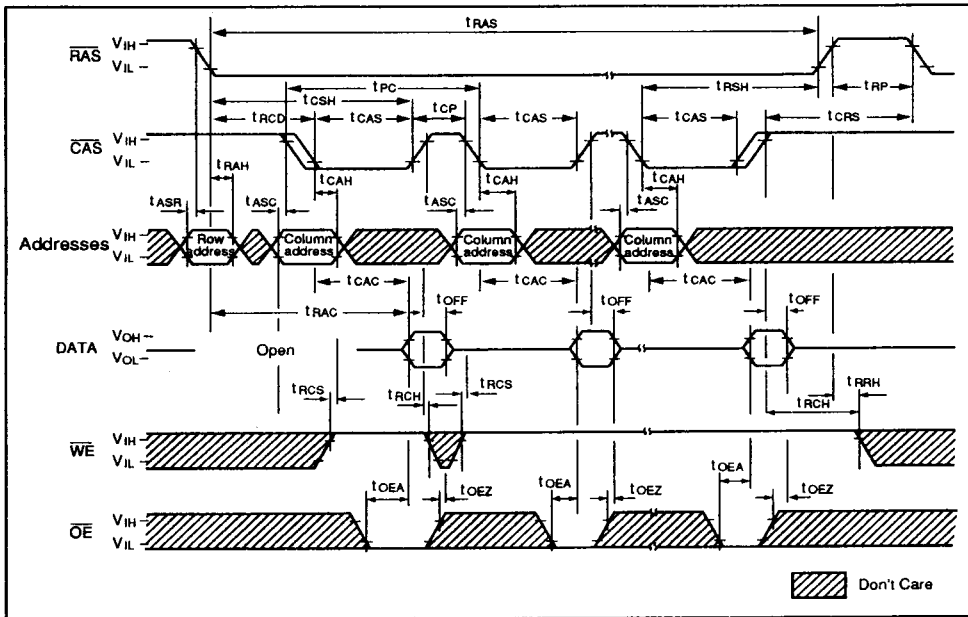 tRAS
RAS VIH
VIL
tPC tRSH tRP
tCSH tCP
tRCD tCAS tCAS tCAS tCRS
CAS VIH
VIL
tRAH tCAH tCAH tCAH
tASR tASC tASC tASC
Addresses VIH
VIL
Row address
Column address
Column address
Column address
tCAC tCAC tCAC
tRAC tOFF tOFF tOFF
DATA VOH
VOL
Open
tRCS tRCH tRCS tRCH tRRH
WE VIH
VIL
tOEA tOEZ tOEA tOEZ tOEA tOEZ
OE VIH
VIL
Don't Care